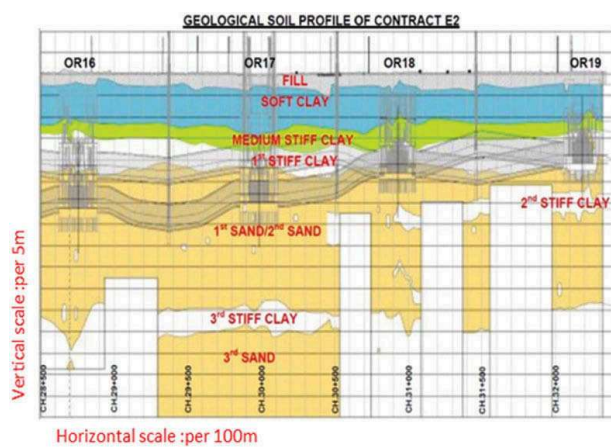 GEOLOGICAL SOIL PROFILE OF CONTRACT E2
OR16 OR17 OR18 OR19
FILL
SOFT CLAY
MEDIUM STIFF CLAY
1st STIFF CLAY
2nd STIFF CLAY
1st SAND/2nd SAND
3rd STIFF CLAY
3rd SAND
CH.28+500
CH.29+000
CH.29+500
CH.30+000
CH.30+500
CH.31+000
CH.31+500
CH.32+000
Vertical scale :per 5m
Horizontal scale :per 100m